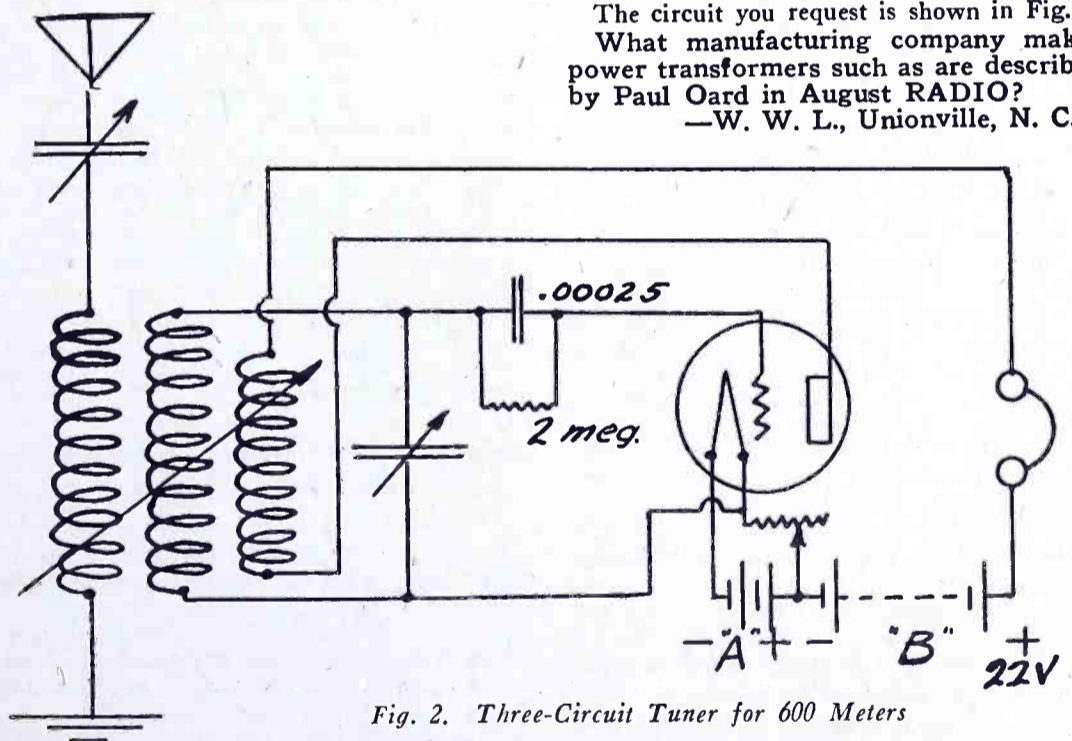 The circuit you request is shown in Fig.
What manufacturing company mak
power transformers such as are describ
by Paul Oard in August RADIO?
—W. W. L., Unionville, N. C.
.00025
2 meg.
- "A" + - "B" +
22V
Fig. 2. Three-Circuit Tuner for 600 Meters